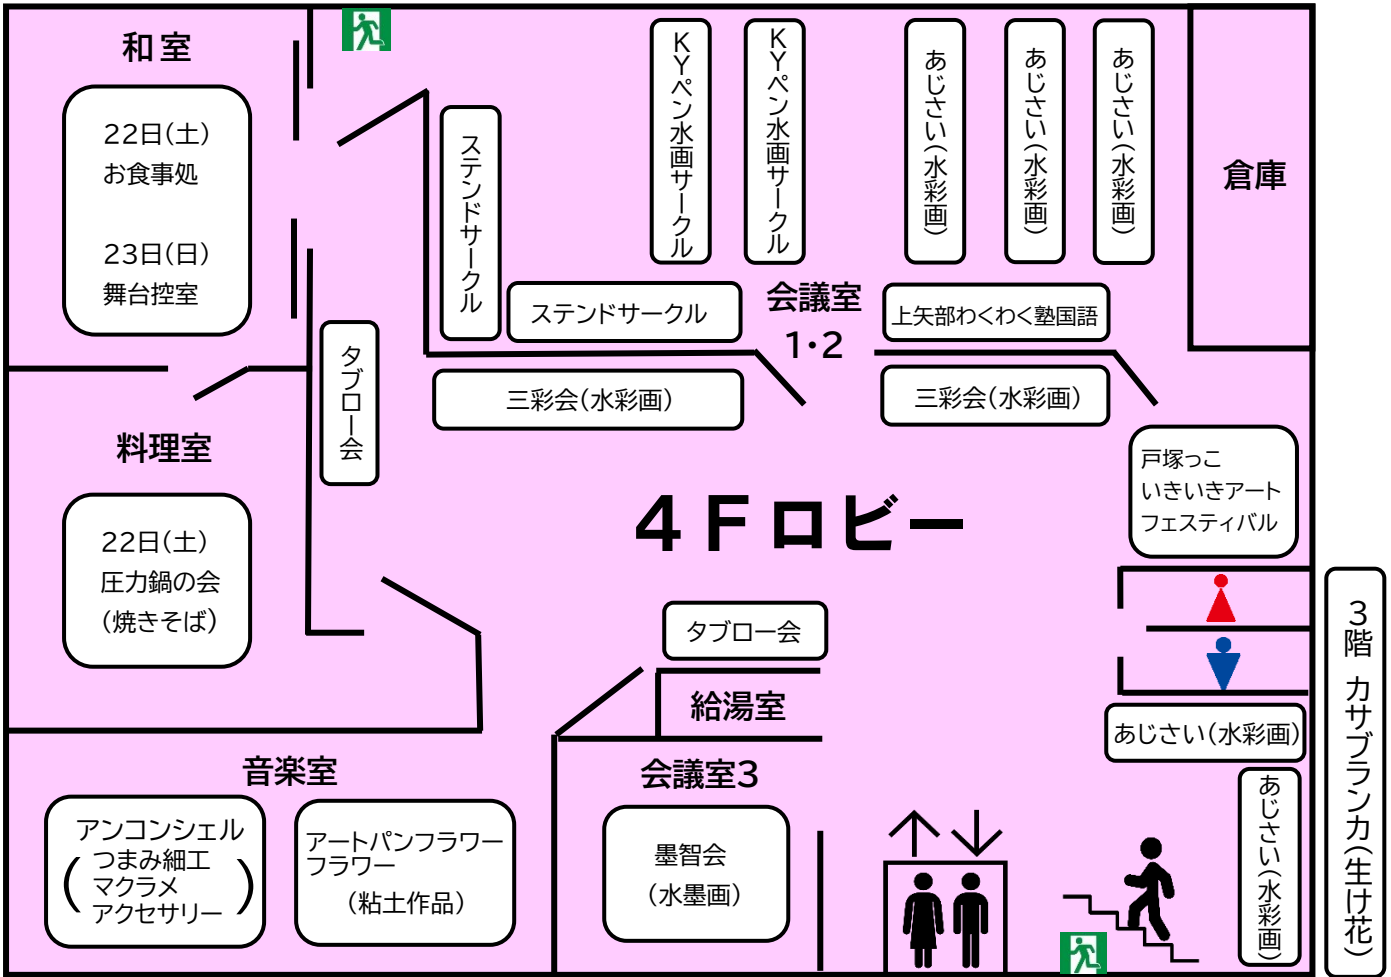 和室
22日(土)
お食事処
23日(日)
舞台控室
ステンドサークル
ステンドサークル
KYペン水画サークル
KYペン水画サークル
あじさい(水彩画)
あじさい(水彩画)
あじさい(水彩画)
倉庫
会議室
1・2
上矢部わくわく塾国語
タブロー会
三彩会(水彩画)
三彩会(水彩画)
料理室
22日(土)
圧力鍋の会
(焼きそば)
4Fロビー
戸塚っこ
いきいきアート
フェスティバル
タブロー会
給湯室
あじさい(水彩画)
あじさい(水彩画)
3階 カサブランカ(生け花)
音楽室
アンコンシェル
(つまみ細工
マクラメ
アクセサリー)
アートパンフラワー
フラワー
(粘土作品)
会議室3
墨智会
(水墨画)